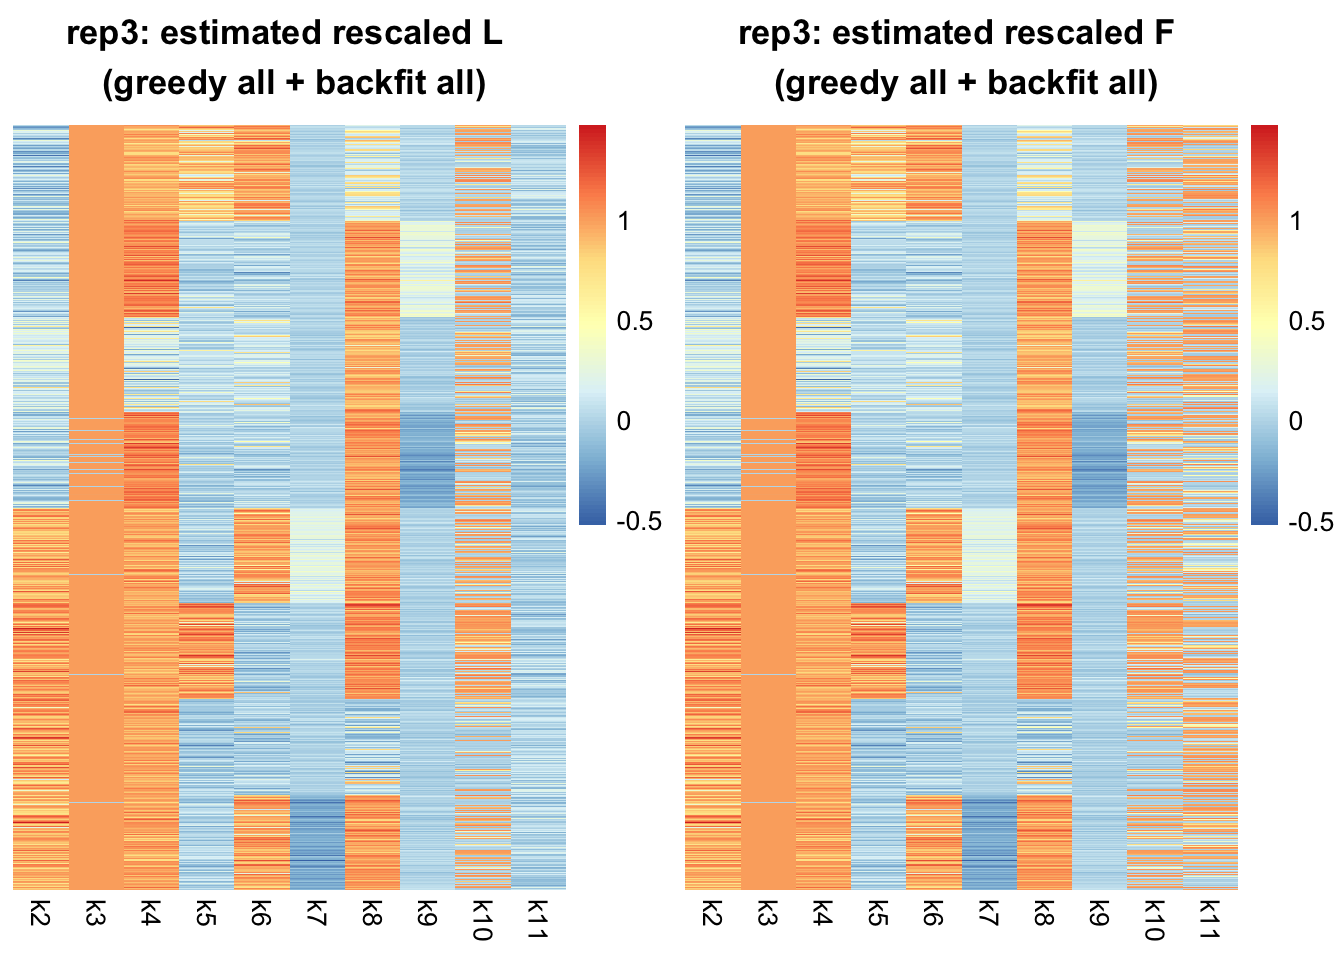 rep3: estimated rescaled L
(greedy all + backfit all)
1
0.5
0
-0.5
k2 k3 k4 k5 k6 k7 k8 k9 k10 k11
rep3: estimated rescaled F
(greedy all + backfit all)
1
0.5
0
-0.5
k2 k3 k4 k5 k6 k7 k8 k9 k10 k11